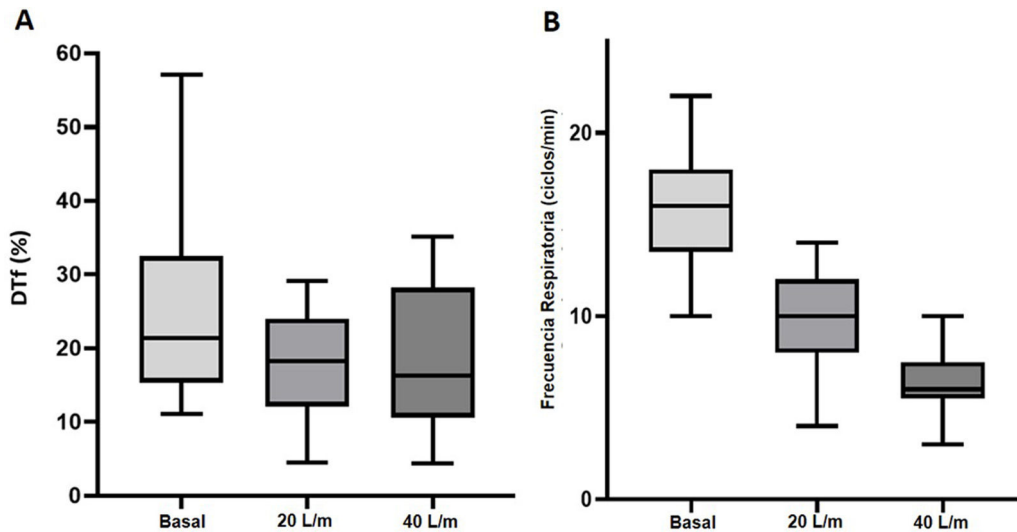 A
DTf (%)
60
50
40
30
20
10
0
Basal
20 L/m
40 L/m
B
Frecuencia Respiratoria (ciclos/min)
20
10
0
Basal
20 L/m
40 L/m